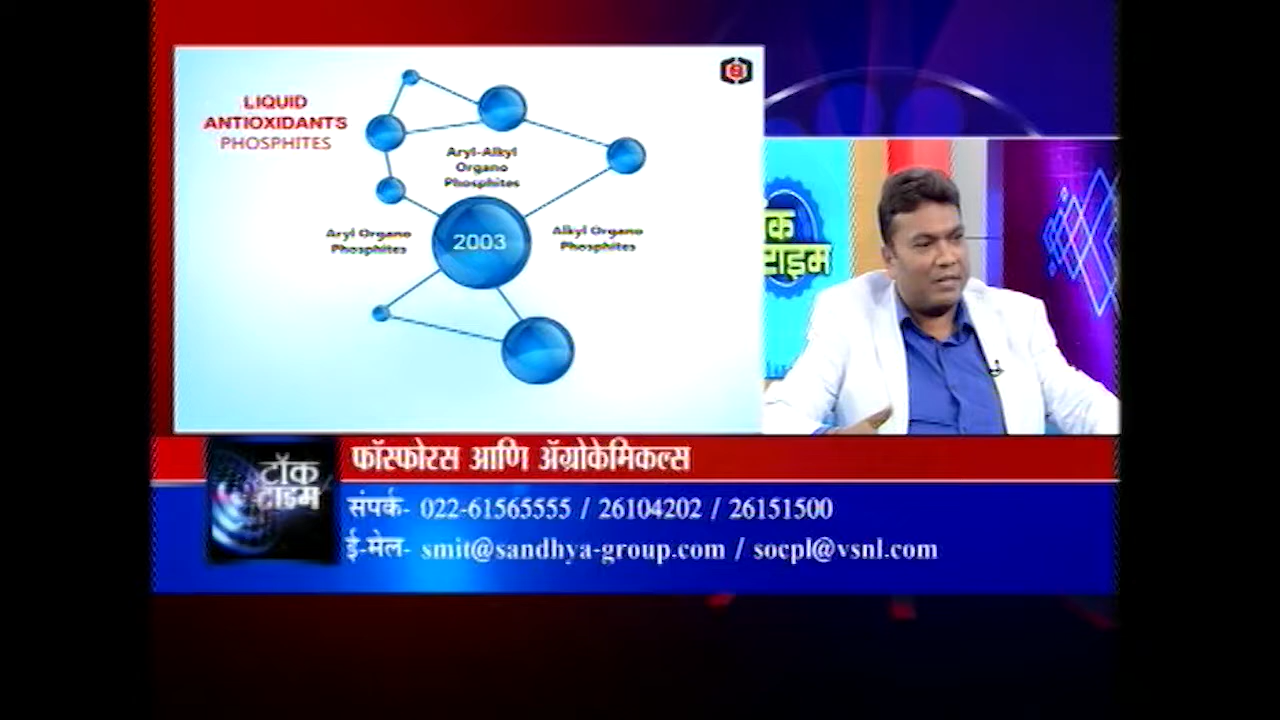 LIQUID
ANTIOXIDANTS
PHOSPHITES
Aryl-Alkyl
Organo
Phosphites
Aryl Organo
Phosphites
2003
Alkyl Organo
Phosphites
टाइम
फॉस्फोरस आणि ॲग्रोकेमिकल्स
टॉक
टाइम
संपर्क- 022-61565555 / 26104202 / 26151500
ई-मेल- smit@sandhya-group.com / socpl@vsnl.com